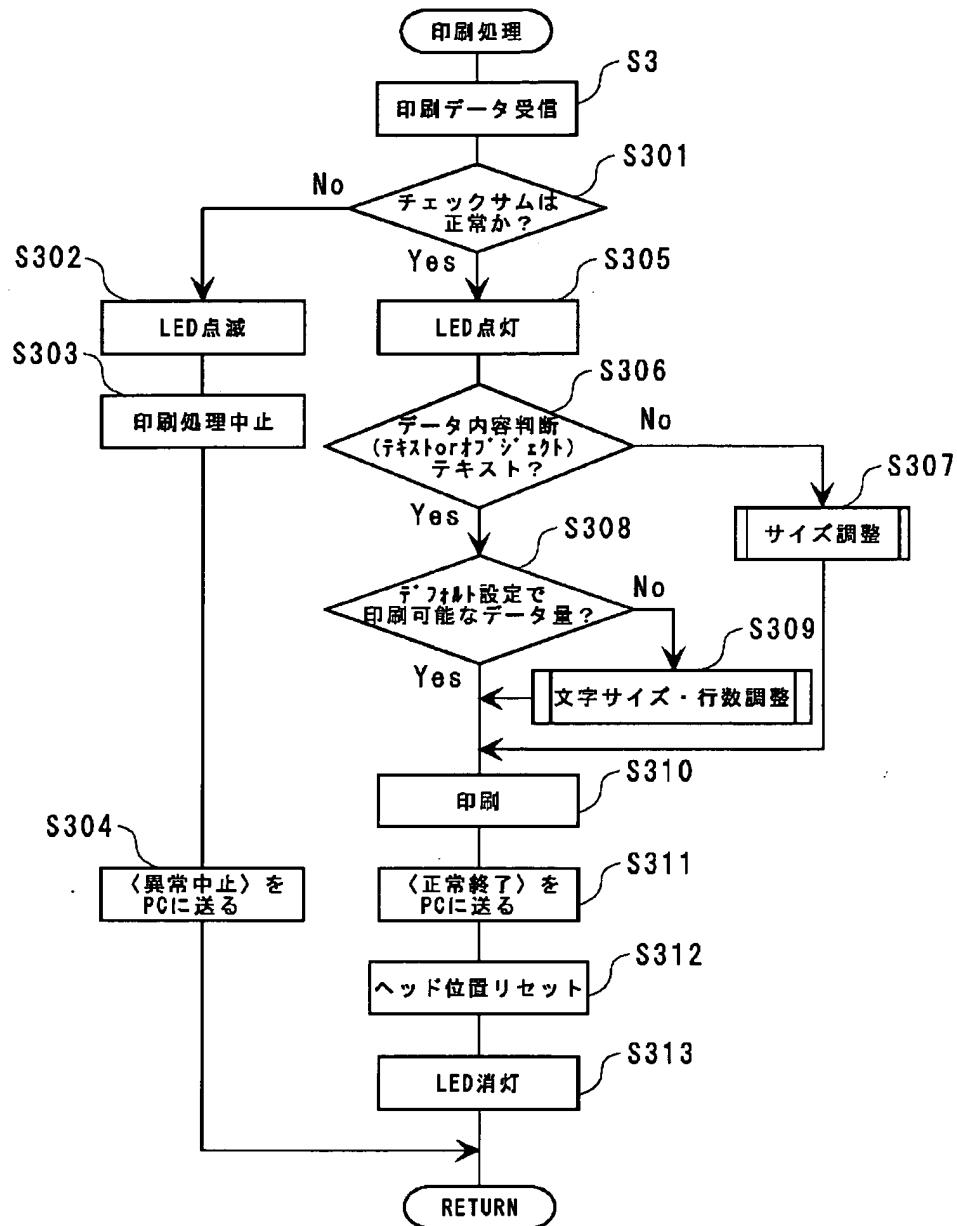 印刷処理
S3
印刷データ受信
S301
No
チェックサムは
正常か?
Yes
S302
S305
LED点滅
LED点灯
S303
S306
印刷処理中止
データ内容判断
(テキストorオブジェクト)
テキスト?
No
S307
Yes
サイズ調整
S308
デフォルト設定で
印刷可能なデータ量?
No
S309
Yes
文字サイズ・行数調整
S310
印刷
S304
S311
〈異常中止〉を
PCに送る
〈正常終了〉を
PCに送る
S312
ヘッド位置リセット
S313
LED消灯
RETURN